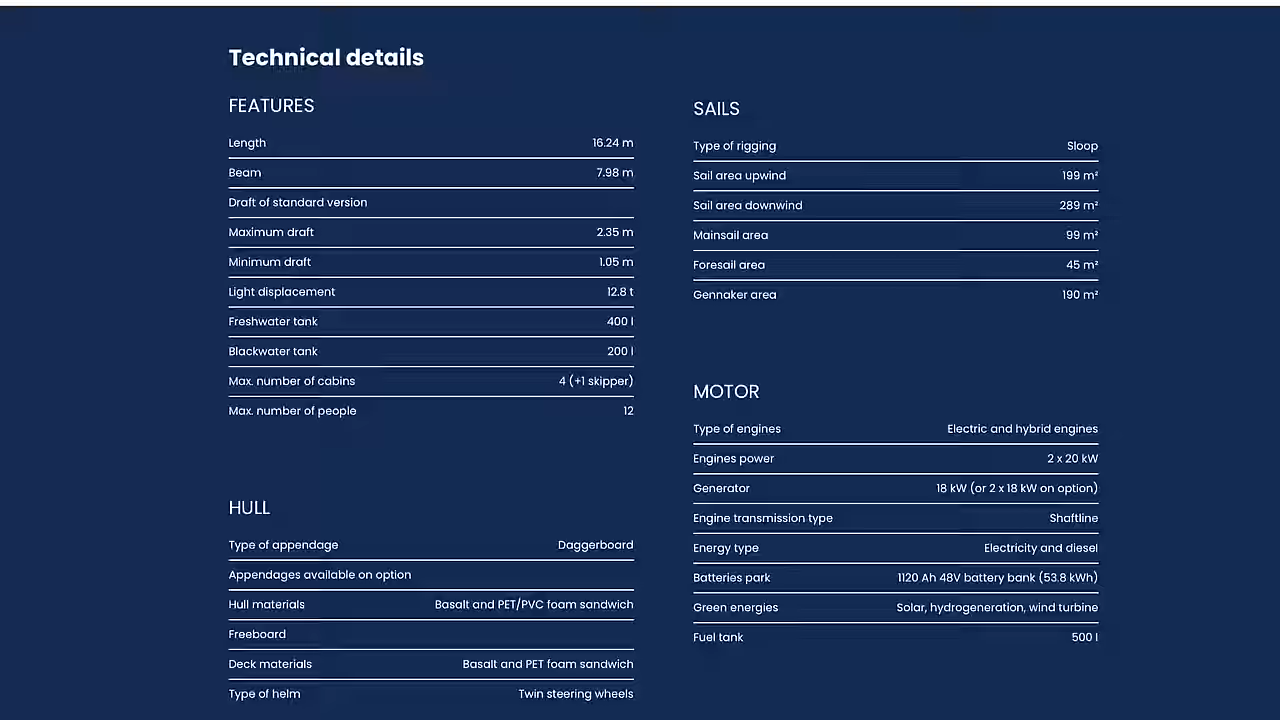 Technical details
FEATURES
Length 16.24 m
Beam 7.98 m
Draft of standard version
Maximum draft 2.35 m
Minimum draft 1.05 m
Light displacement 12.8 t
Freshwater tank 400 l
Blackwater tank 200 l
Max. number of cabins 4 (+1 skipper)
Max. number of people 12
HULL
Type of appendage Daggerboard
Appendages available on option
Hull materials Basalt and PET/PVC foam sandwich
Freeboard
Deck materials Basalt and PET foam sandwich
Type of helm Twin steering wheels
SAILS
Type of rigging Sloop
Sail area upwind 199 m²
Sail area downwind 289 m²
Mainsail area 99 m²
Foresail area 45 m²
Gennaker area 190 m²
MOTOR
Type of engines Electric and hybrid engines
Engines power 2 x 20 kW
Generator 18 kW (or 2 x 18 kW on option)
Engine transmission type Shaftline
Energy type Electricity and diesel
Batteries park 1120 Ah 48V battery bank (53.8 kWh)
Green energies Solar, hydrogeneration, wind turbine
Fuel tank 500 l